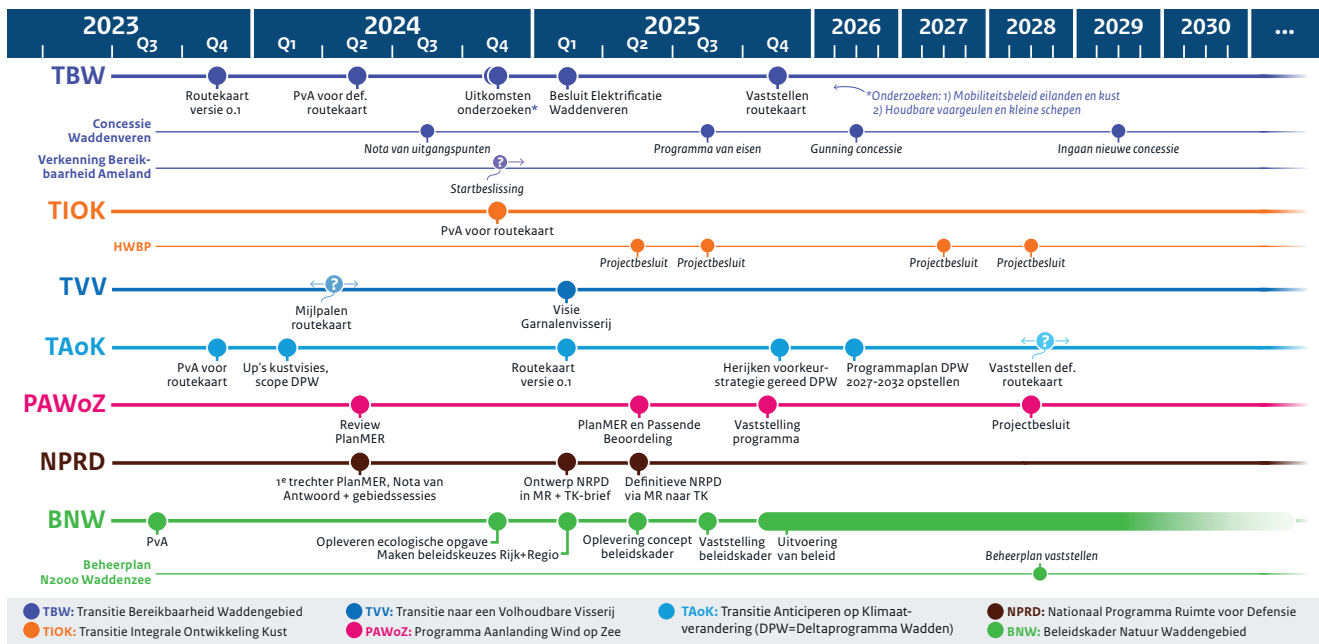 2023 2024 2025 2026 2027 2028 2029 2030 ...
Q3 Q4 Q1 Q2 Q3 Q4 Q1 Q2 Q3 Q4
TBW
Routekaart
versie 0.1
PvA voor def.
routekaart
Uitkomsten
onderzoeken*
Besluit Elektrificatie
Waddenveren
Vaststellen
routekaart
*Onderzoeken: 1) Mobiliteitsbeleid eilanden en kust
2) Houdbare vaargeulen en kleine schepen
Concessie
Waddenveren
Nota van uitgangspunten
Programma van eisen
Gunning concessie
Ingaan nieuwe concessie
Verkenning Bereik-
baarheid Ameland
?
Startbeslissing
TIOK
PvA voor routekaart
HWBP
Projectbesluit
Projectbesluit
Projectbesluit
Projectbesluit
TVV
?
Mijlpalen
routekaart
Visie
Garnalenvisserij
TAoK
PvA voor
routekaart
Up's kustvisies,
scope DPW
Routekaart
versie 0.1
Herijken voorkeur-
strategie gereed DPW
Programmaplan DPW
2027-2032 opstellen
?
Vaststellen def.
routekaart
PAWoZ
Review
PlanMER
PlanMER en Passende
Beoordeling
Vaststelling
programma
Projectbesluit
NPRD
1e trechter PlanMER, Nota van
Antwoord + gebiedssessies
Ontwerp NRPD
in MR + TK-brief
Definitieve NRPD
via MR naar TK
BNW
PvA
Opleveren ecologische opgave
Maken beleidskeuzes Rijk+Regio
Oplevering concept
beleidskader
Vaststelling
beleidskader
Uitvoering
van beleid
Beheerplan
N2000 Waddenzee
Beheerplan vaststellen
TBW: Transitie Bereikbaarheid Waddengebied
TIOK: Transitie Integrale Ontwikkeling Kust
TVV: Transitie naar een Volhoudbare Visserij
PAWoZ: Programma Aanlanding Wind op Zee
TAoK: Transitie Anticiperen op Klimaat-
verandering (DPW=Deltaprogramma Wadden)
NPRD: Nationaal Programma Ruimte voor Defensie
BNW: Beleidskader Natuur Waddengebied